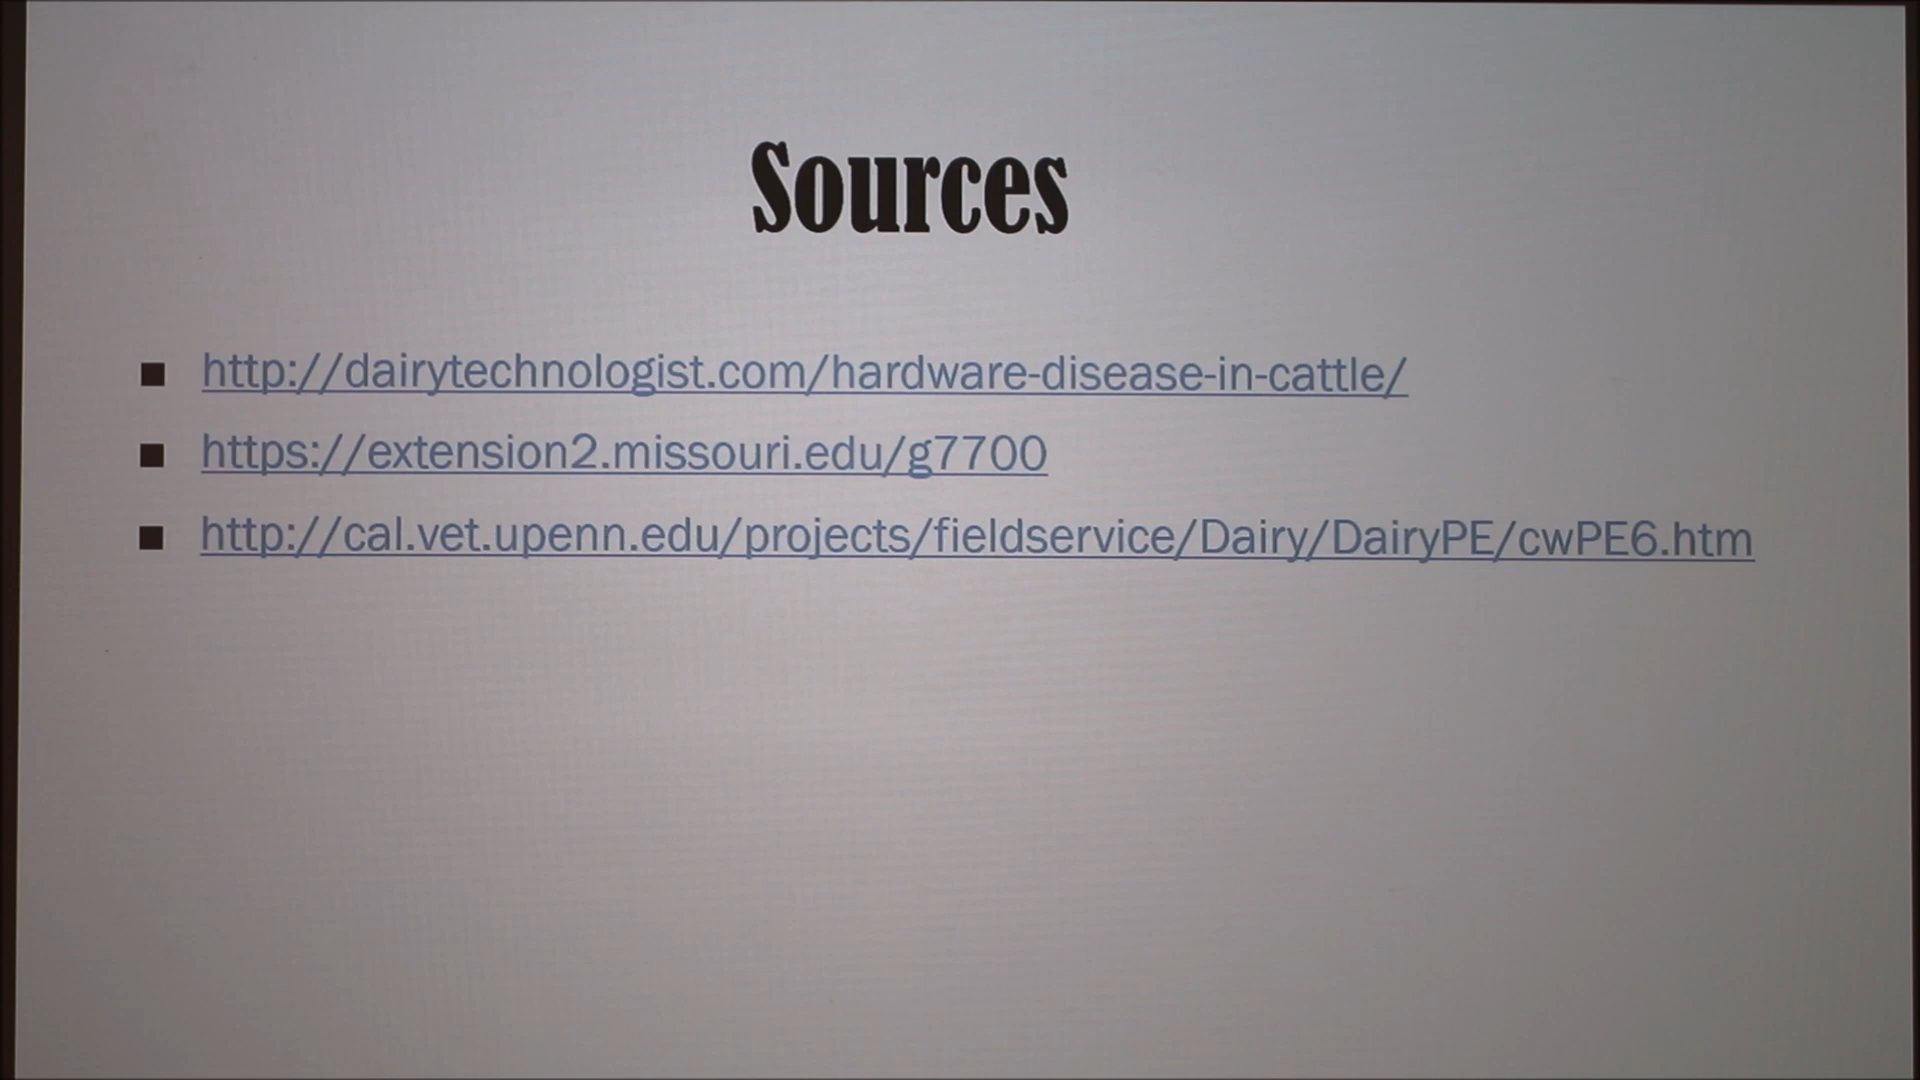 Sources
http://dairytechnologist.com/hardware-disease-in-cattle/
https://extension2.missouri.edu/g7700
http://cal.vet.upenn.edu/projects/fieldservice/Dairy/DairyPE/cwPE6.htm